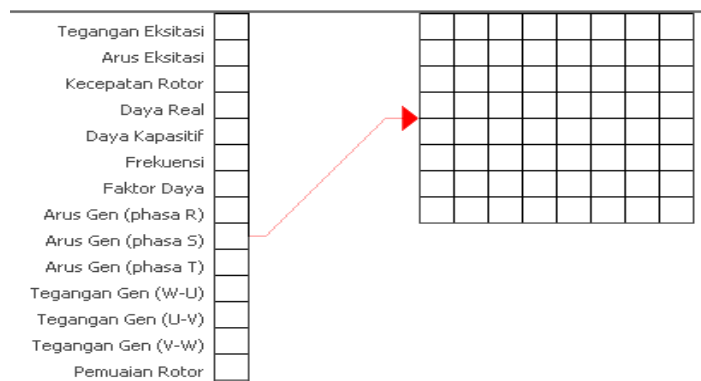 Tegangan Eksitasi
Arus Eksitasi
Kecepatan Rotor
Daya Real
Daya Kapasitif
Frekuensi
Faktor Daya
Arus Gen (phasa R)
Arus Gen (phasa S)
Arus Gen (phasa T)
Tegangan Gen (W-U)
Tegangan Gen (U-V)
Tegangan Gen (V-W)
Pemuaian Rotor